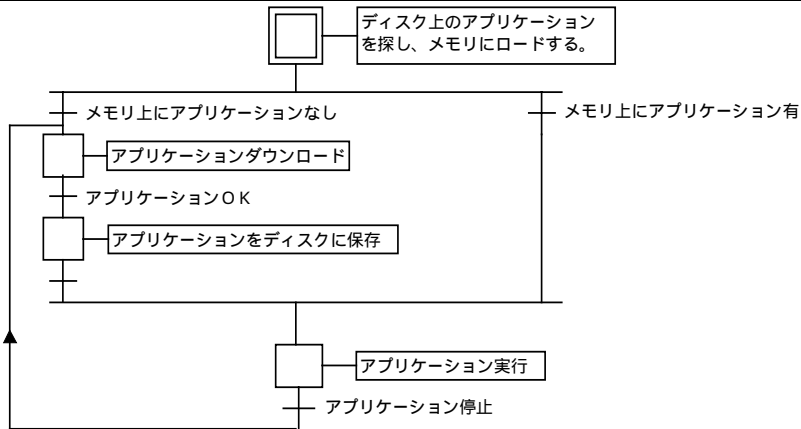 ディスク上のアプリケーション
を探し、メモリにロードする。
メモリ上にアプリケーションなし
メモリ上にアプリケーション有
アプリケーションダウンロード
アプリケーションＯＫ
アプリケーションをディスクに保存
アプリケーション実行
アプリケーション停止